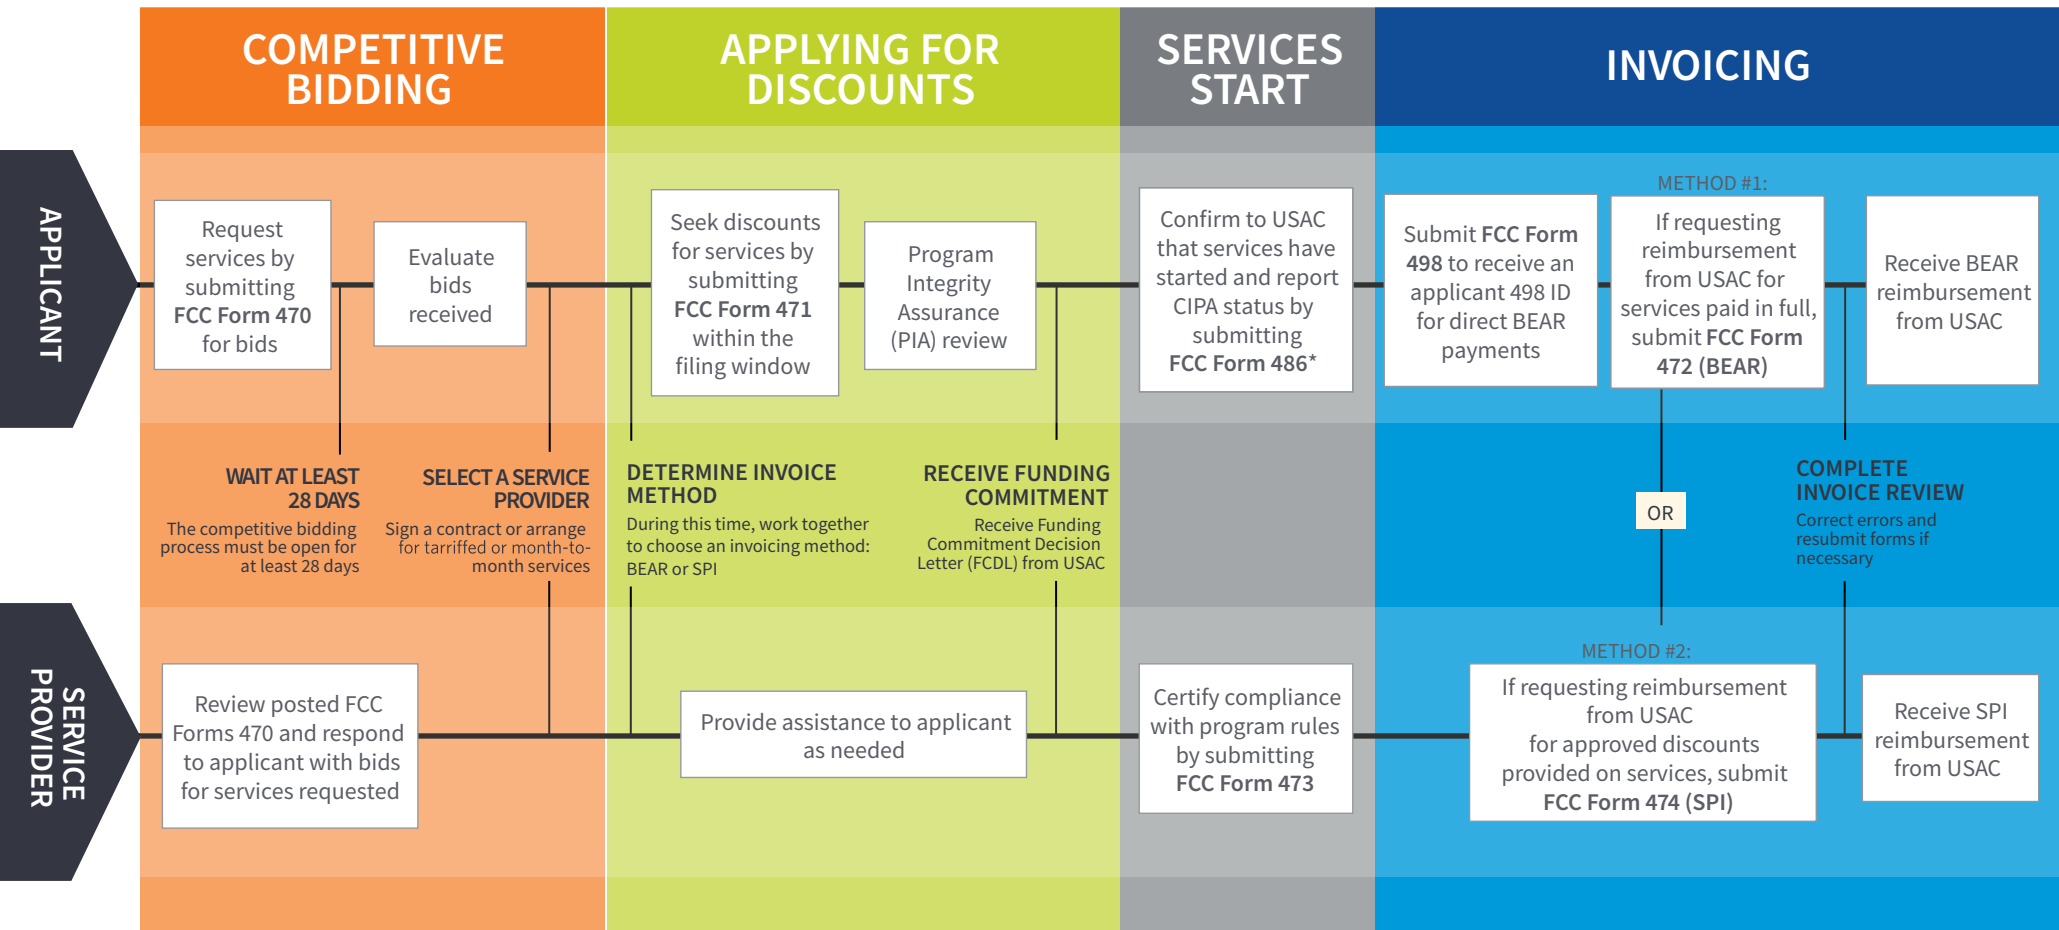 COMPETITIVE
BIDDING
APPLYING FOR
DISCOUNTS
SERVICES
START
INVOICING
APPLICANT
Request
services by
submitting
FCC Form 470
for bids
Evaluate
bids
received
Seek discounts
for services by
submitting
FCC Form 471
within the
filing window
Program
Integrity
Assurance
(PIA) review
Confirm to USAC
that services have
started and report
CIPA status by
submitting
FCC Form 486*
Submit FCC Form
498 to receive an
applicant 498 ID
for direct BEAR
payments
METHOD #1:
If requesting
reimbursement
from USAC for
services paid in full,
submit FCC Form
472 (BEAR)
Receive BEAR
reimbursement
from USAC
WAIT AT LEAST
28 DAYS
The competitive bidding
process must be open for
at least 28 days
SELECT A SERVICE
PROVIDER
Sign a contract or arrange
for tarriffed or month-to-
month services
DETERMINE INVOICE
METHOD
During this time, work together
to choose an invoicing method:
BEAR or SPI
RECEIVE FUNDING
COMMITMENT
Receive Funding
Commitment Decision
Letter (FCDL) from USAC
OR
COMPLETE
INVOICE REVIEW
Correct errors and
resubmit forms if
necessary
SERVICE
PROVIDER
Review posted FCC
Forms 470 and respond
to applicant with bids
for services requested
Provide assistance to applicant
as needed
Certify compliance
with program rules
by submitting
FCC Form 473
METHOD #2:
If requesting reimbursement
from USAC
for approved discounts
provided on services, submit
FCC Form 474 (SPI)
Receive SPI
reimbursement
from USAC